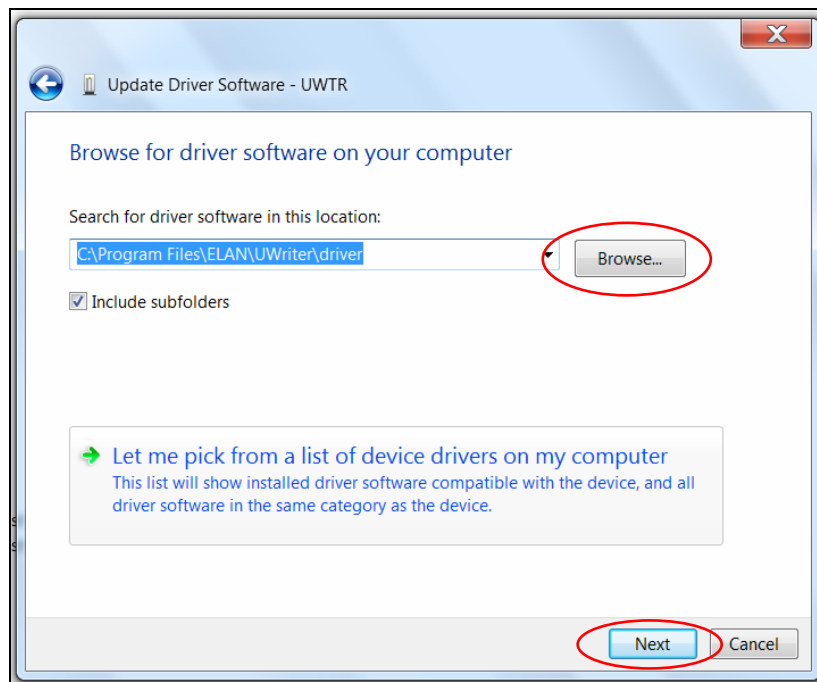 Update Driver Software - UWTR
Browse for driver software on your computer
Search for driver software in this location:
C:\Program Files\ELAN\UWriter\driver
Browse...
Include subfolders
Let me pick from a list of device drivers on my computer
This list will show installed driver software compatible with the device, and all
driver software in the same category as the device.
s
s
Next
Cancel